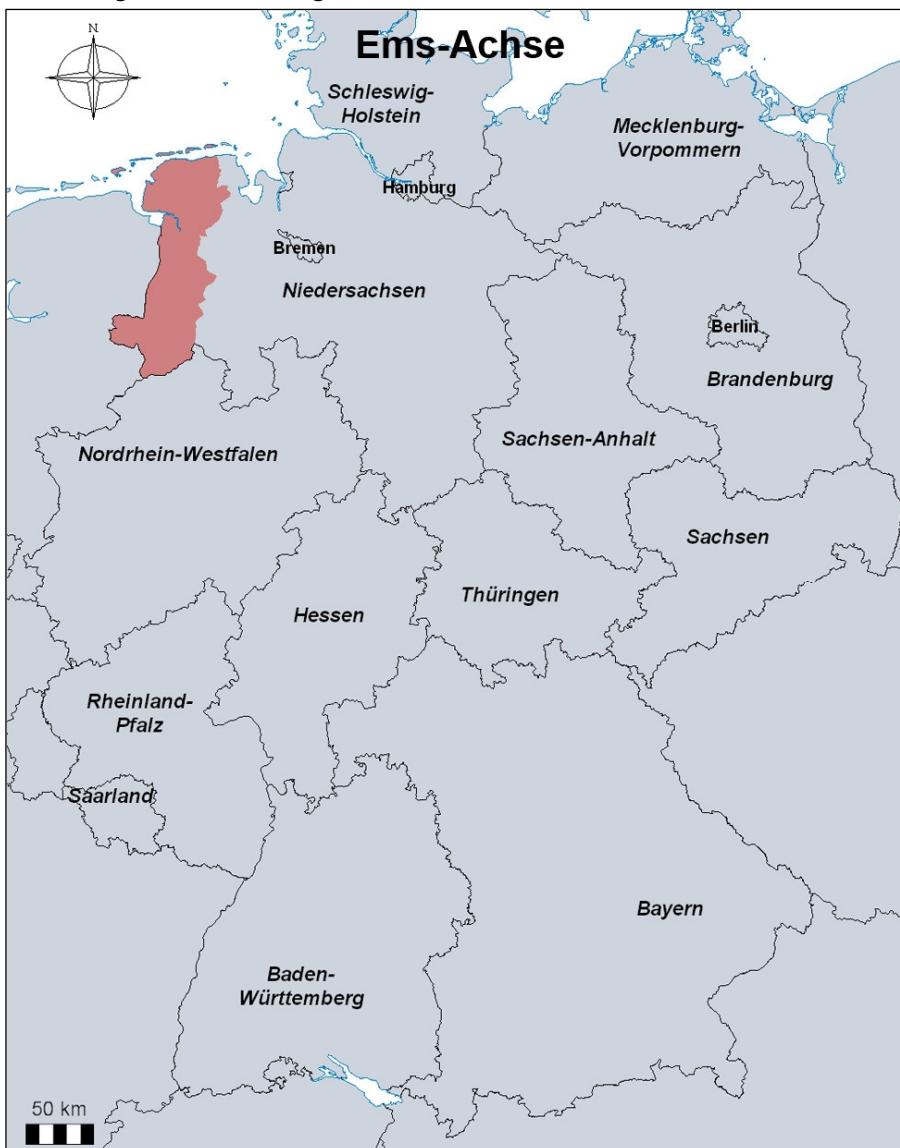 N
Ems-Achse
Schleswig-
Holstein
Mecklenburg-
Vorpommern
Hamburg
Bremen
Niedersachsen
Berlin
Brandenburg
Sachsen-Anhalt
Nordrhein-Westfalen
Sachsen
Thüringen
Hessen
Rheinland-
Pfalz
Saarland
Bayern
Baden-
Württemberg
50 km